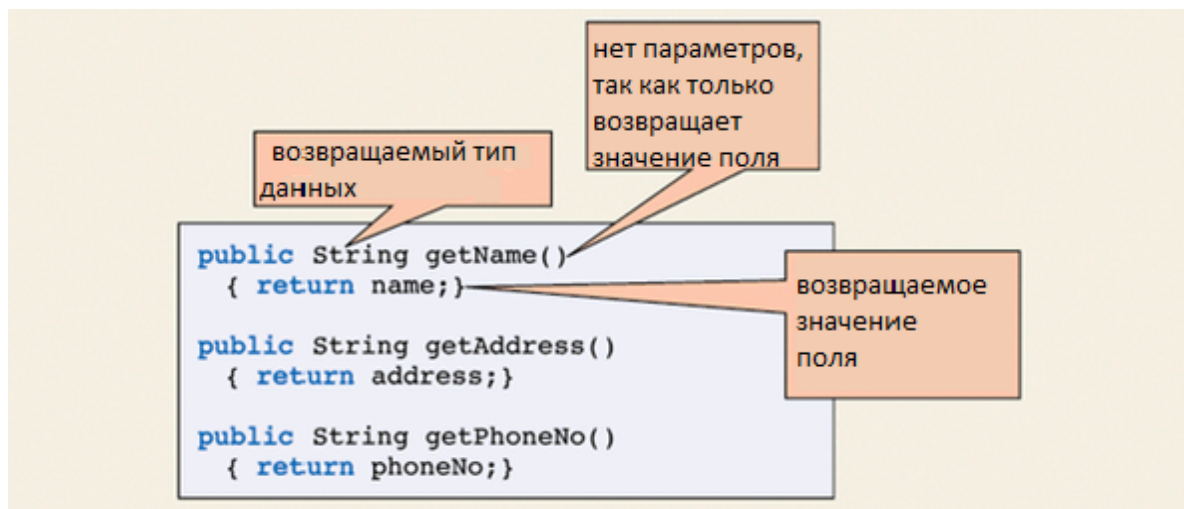 нет параметров,
так как только
возвращает
значение поля
возвращаемый тип
данных
public String getName()
{ return name;}
возвращаемое
значение
поля
public String getAddress()
{ return address;}
public String getPhoneNo()
{ return phoneNo;}